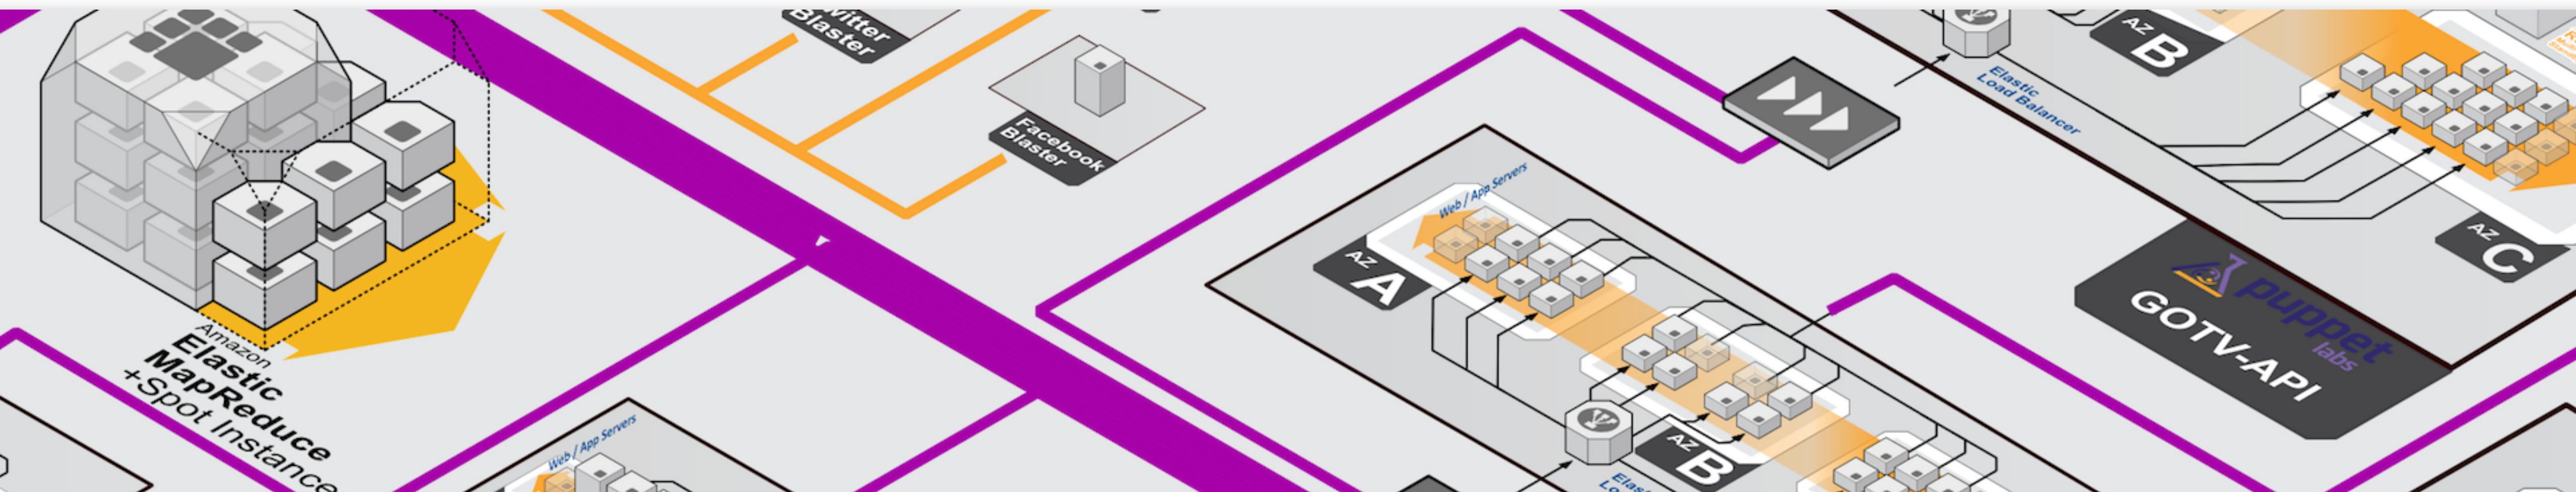 Blaster
Facebook
Blaster
Amazon
Elastic
MapReduce
+Spot Instance
Web / App Servers
Web / App Servers
AZ A
AZ B
Elastic
Load Balancer
AZ B
AZ C
puppet
labs
GOTV-API